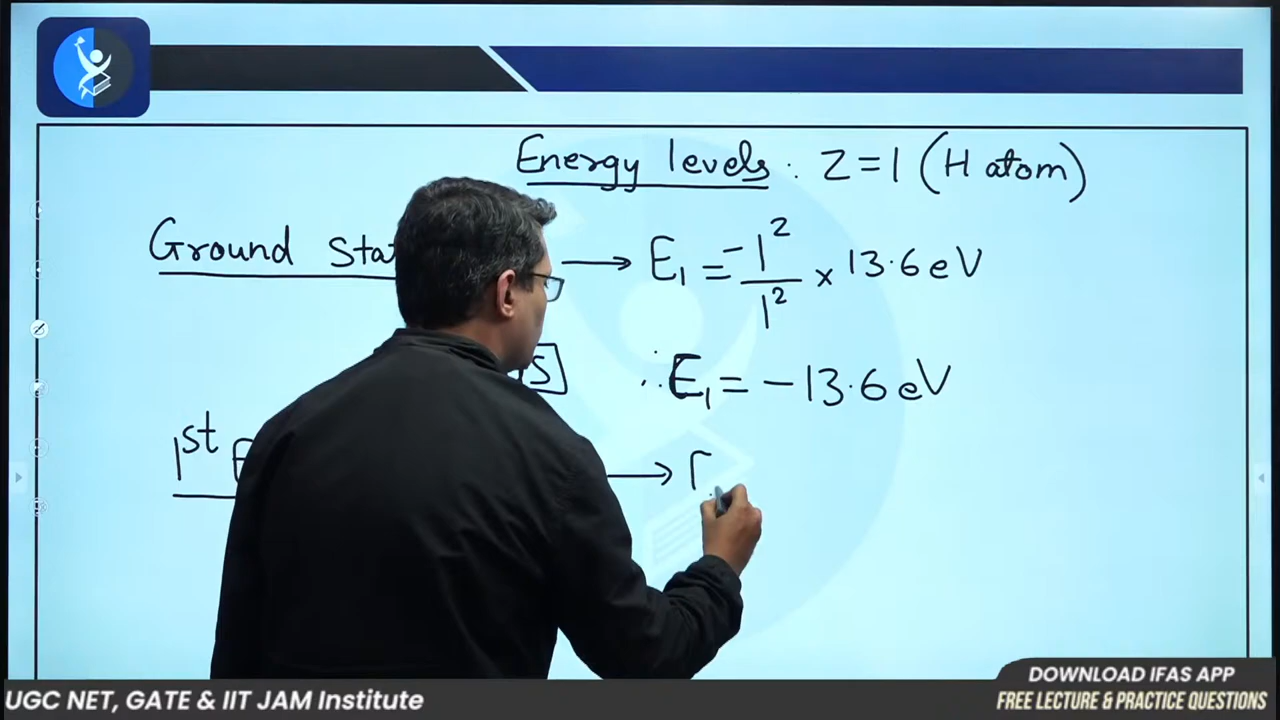 Energy levels : Z = 1 (H atom)
Ground → E₁ = -1²/1² × 13.6 eV
∴ E₁ = - 13.6 eV
1st →
DOWNLOAD IFAS APP
UGC NET, GATE & IIT JAM Institute
FREE LECTURE & PRACTICE QUESTIONS